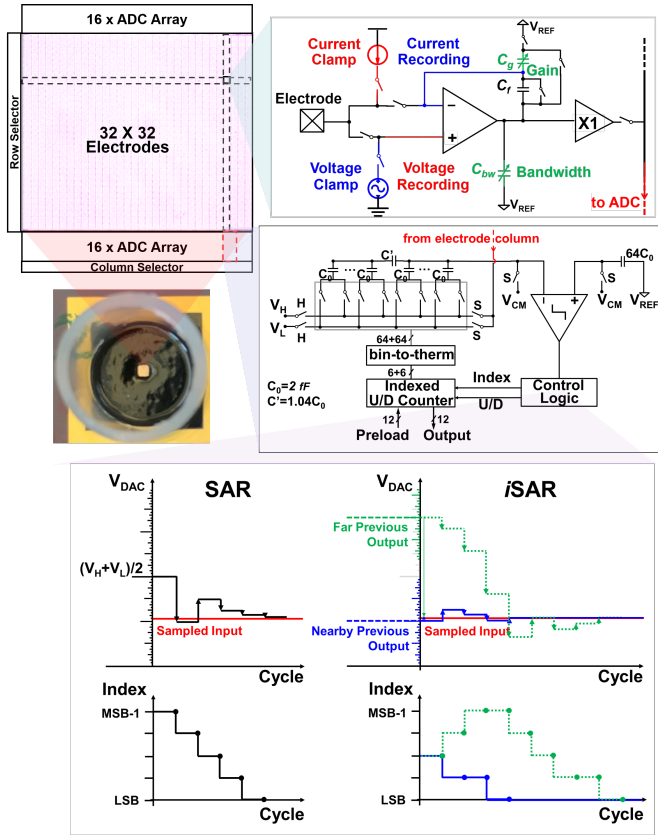 16 x ADC Array
Row Selector
32 X 32
Electrodes
16 x ADC Array
Column Selector
Current
Clamp
Current
Recording
V_REF
C_g
Gain
C_f
Electrode
−
+
X1
Voltage
Clamp
Voltage
Recording
C_bw
Bandwidth
V_REF
to ADC
from electrode column
C'
C_0
C_0
C_0
C_0
V_H
H
V_L
H
S
S
S
V_CM
S
V_CM
64C_0
V_REF
−
+
64+64
bin-to-therm
6+6
Indexed
U/D Counter
Index
U/D
Control
Logic
C_0=2 fF
C'=1.04C_0
12
12
Preload
Output
V_DAC
SAR
(V_H+V_L)/2
Sampled Input
Cycle
Index
MSB-1
LSB
Cycle
V_DAC
iSAR
Far Previous
Output
Nearby Previous
Output
Sampled Input
Cycle
Index
MSB-1
LSB
Cycle